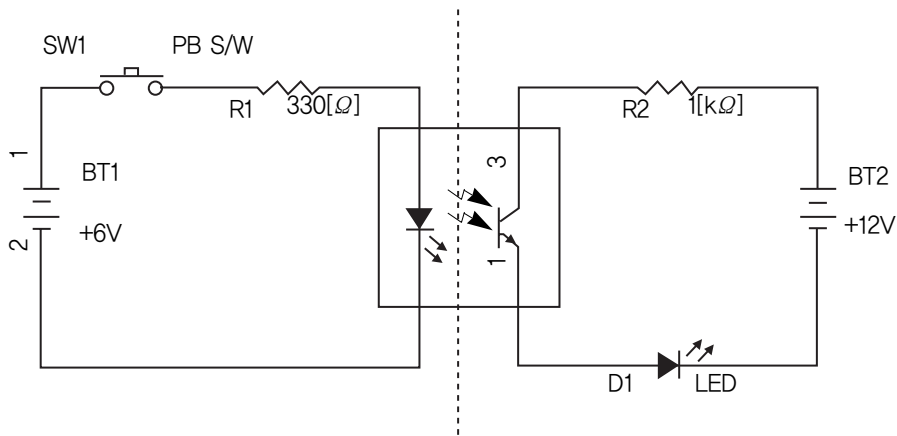 SW1 PB S/W
R1 330[Ω]
R2 1[kΩ]
1
BT1
+6V
2
3
1
BT2
+12V
D1 LED